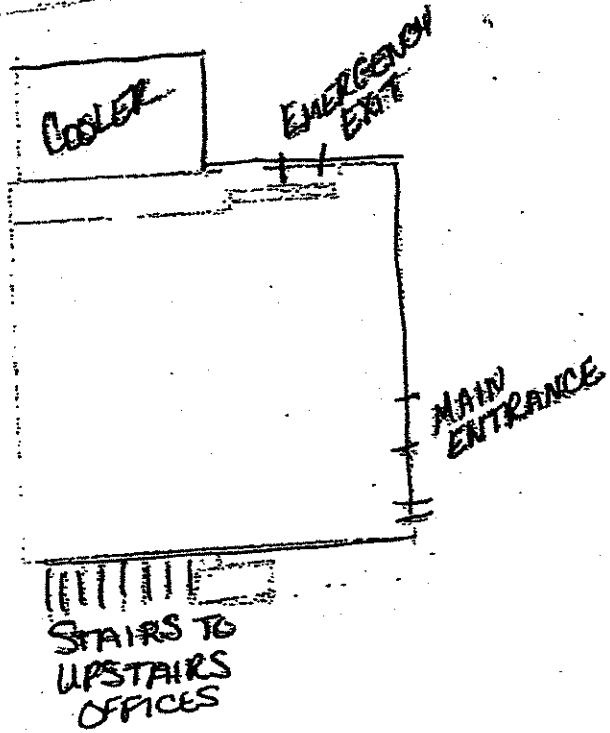 COOLER
EMERGENCY
EXIT
MAIN
ENTRANCE
STAIRS TO
UPSTAIRS
OFFICES